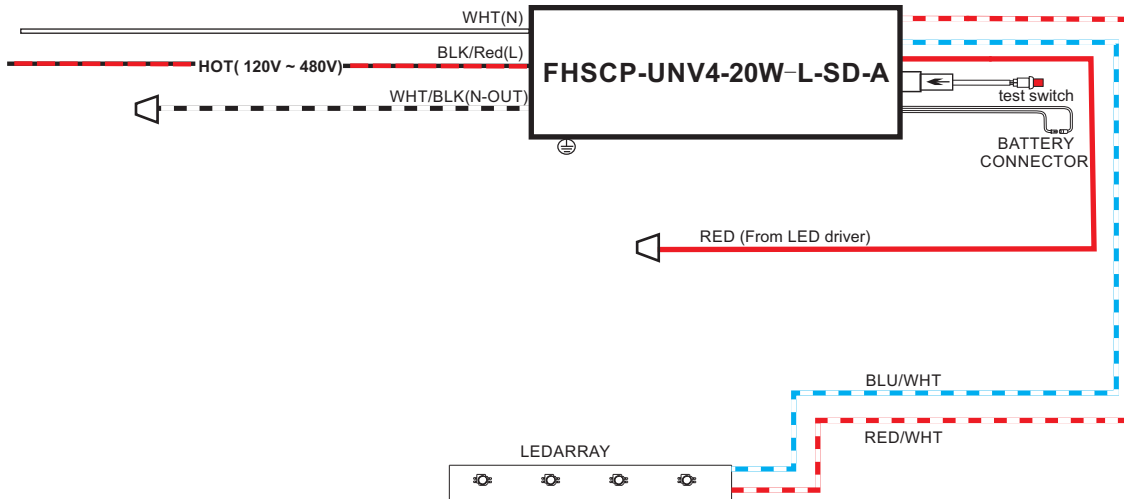 WHT(N)
BLK/Red(L)
HOT( 120V ~ 480V)
WHT/BLK(N-OUT)
FHSCP-UNV4-20W-L-SD-A
test switch
BATTERY
CONNECTOR
RED (From LED driver)
BLU/WHT
RED/WHT
LEDARRAY